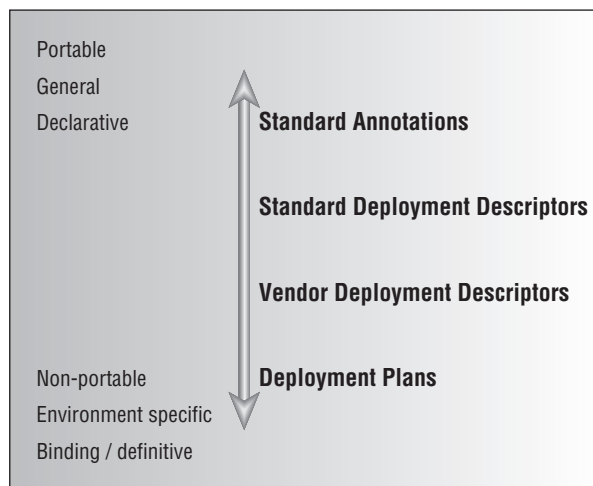 Portable
General
Declarative
Standard Annotations
Standard Deployment Descriptors
Vendor Deployment Descriptors
Non-portable
Deployment Plans
Environment specific
Binding / definitive